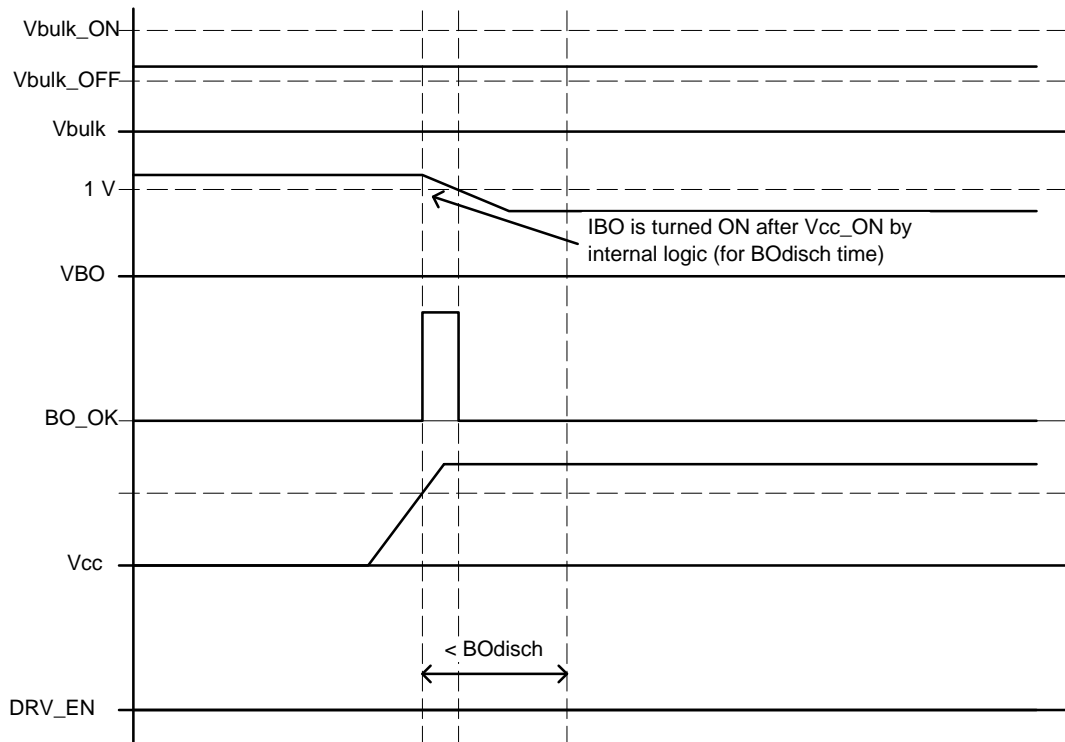 Vbulk_ON
Vbulk_OFF
Vbulk
1 V
IBO is turned ON after Vcc_ON by
internal logic (for BOdisch time)
VBO
BO_OK
Vcc
< BOdisch
DRV_EN